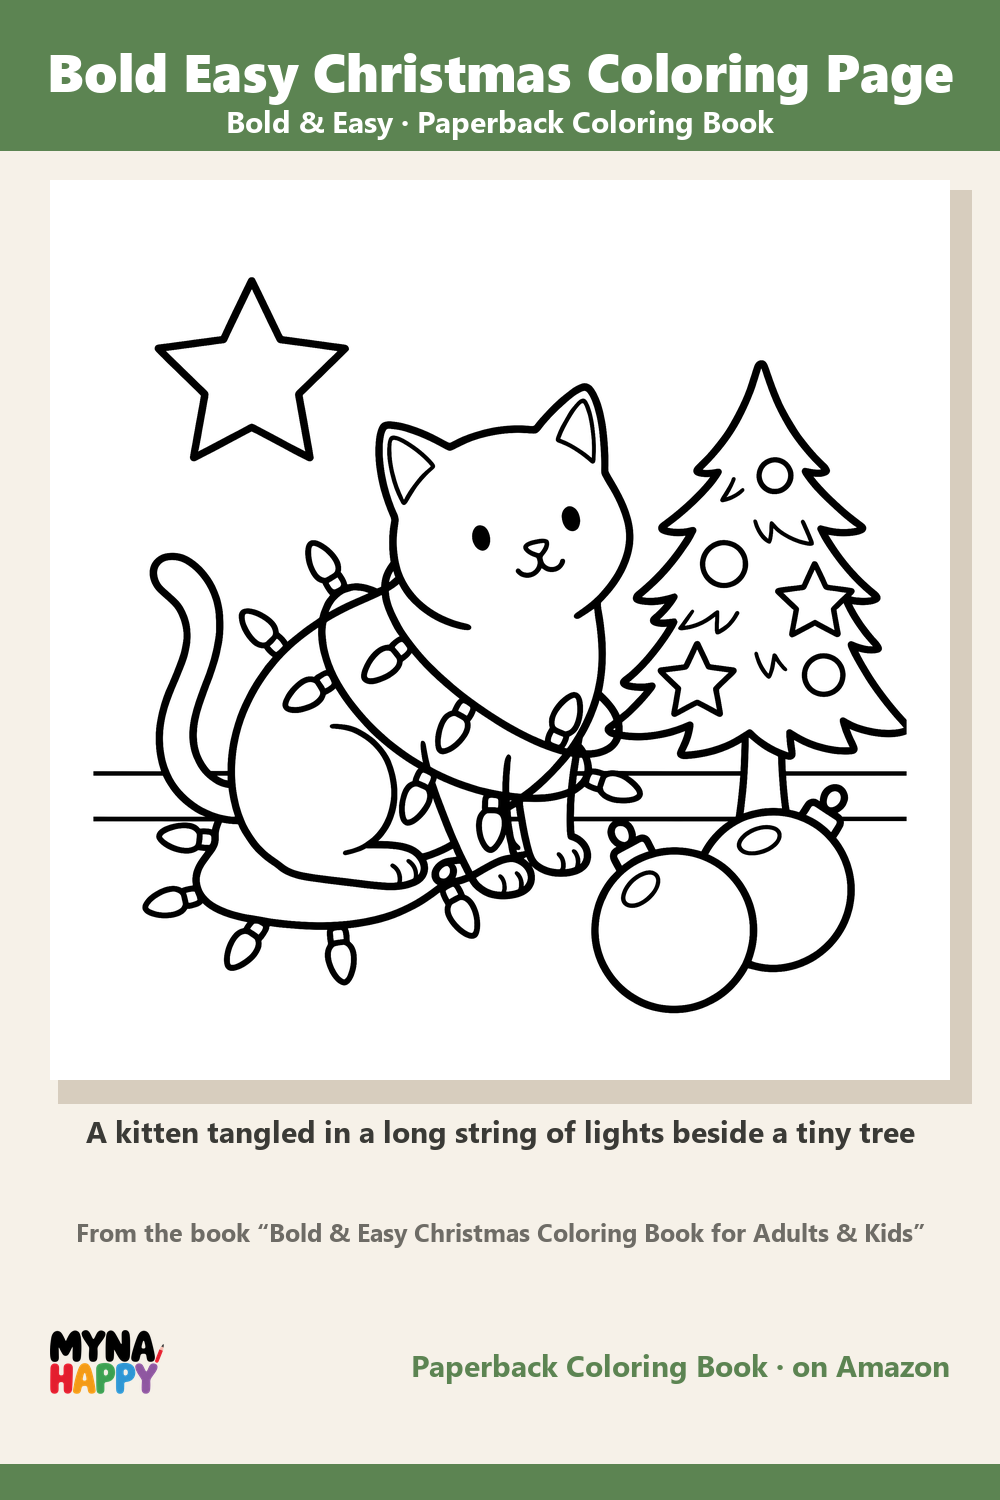 Bold Easy Christmas Coloring Page
Bold & Easy · Paperback Coloring Book
A kitten tangled in a long string of lights beside a tiny tree
From the book “Bold & Easy Christmas Coloring Book for Adults & Kids”
MYNA
HAPPY
Paperback Coloring Book · on Amazon